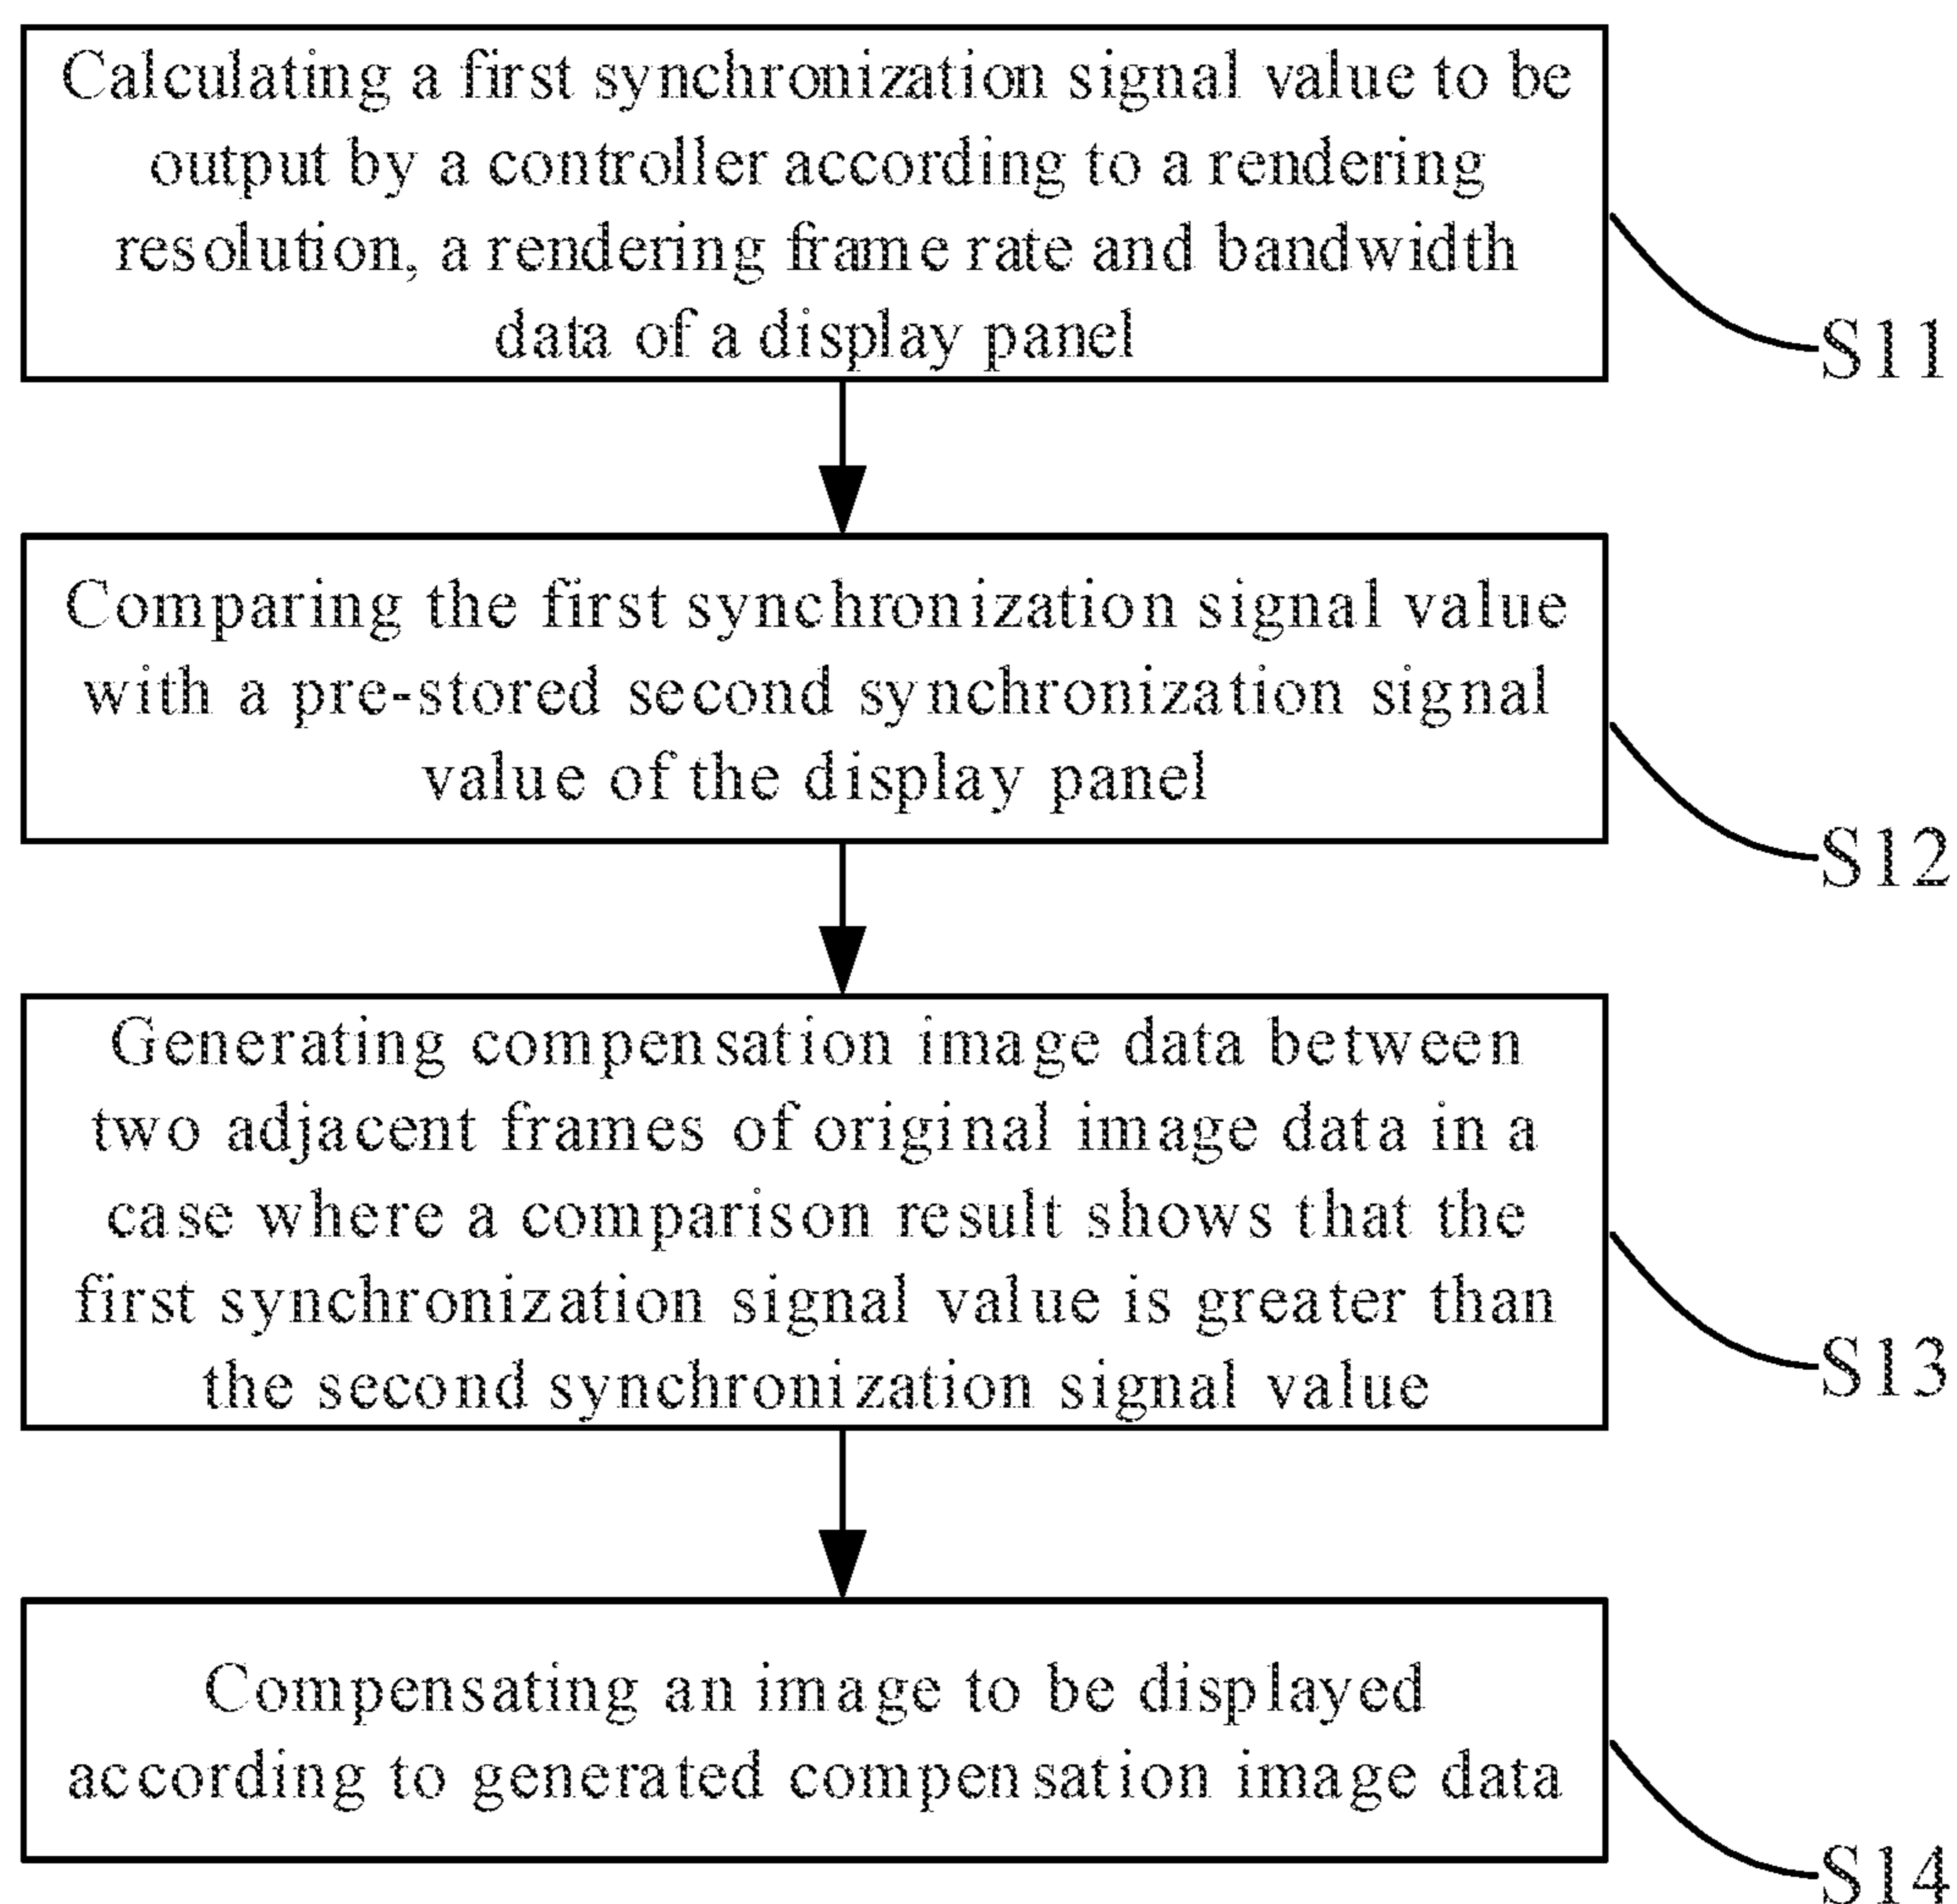 Calculating a first synchronization signal value to be
output by a controller according to a rendering
resolution, a rendering frame rate and bandwidth
data of a display panel
S11
Comparing the first synchronization signal value
with a pre-stored second synchronization signal
value of the display panel
S12
Generating compensation image data between
two adjacent frames of original image data in a
case where a comparison result shows that the
first synchronization signal value is greater than
the second synchronization signal value
S13
Compensating an image to be displayed
according to generated compensation image data
S14